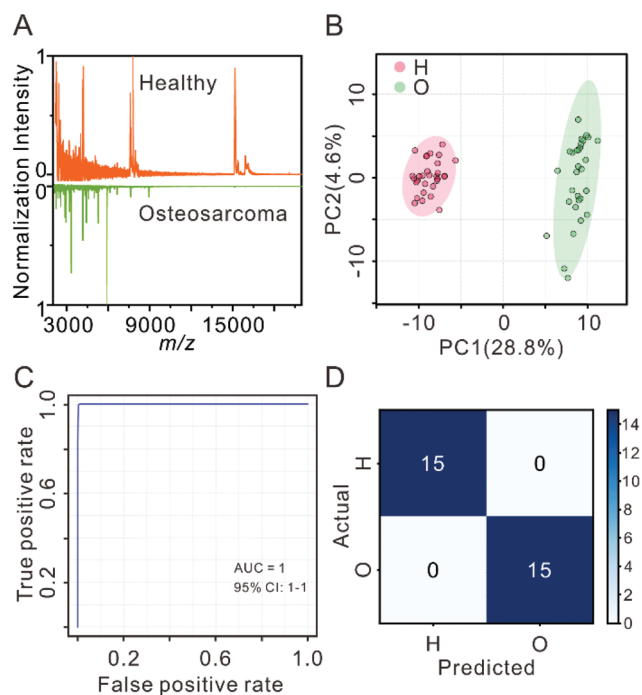 A
Normalization Intensity
1
0
0
1
Healthy
Osteosarcoma
3000 9000 15000
m/z
B
H
O
PC2(4.6%)
10
0
-10
-10 0 10
PC1(28.8%)
C
True positive rate
1.0
0.6
0.2
AUC = 1
95% CI: 1-1
0.2 0.6 1.0
False positive rate
D
Actual
H
O
15 0
0 15
H O
Predicted
14
12
10
8
6
4
2
0